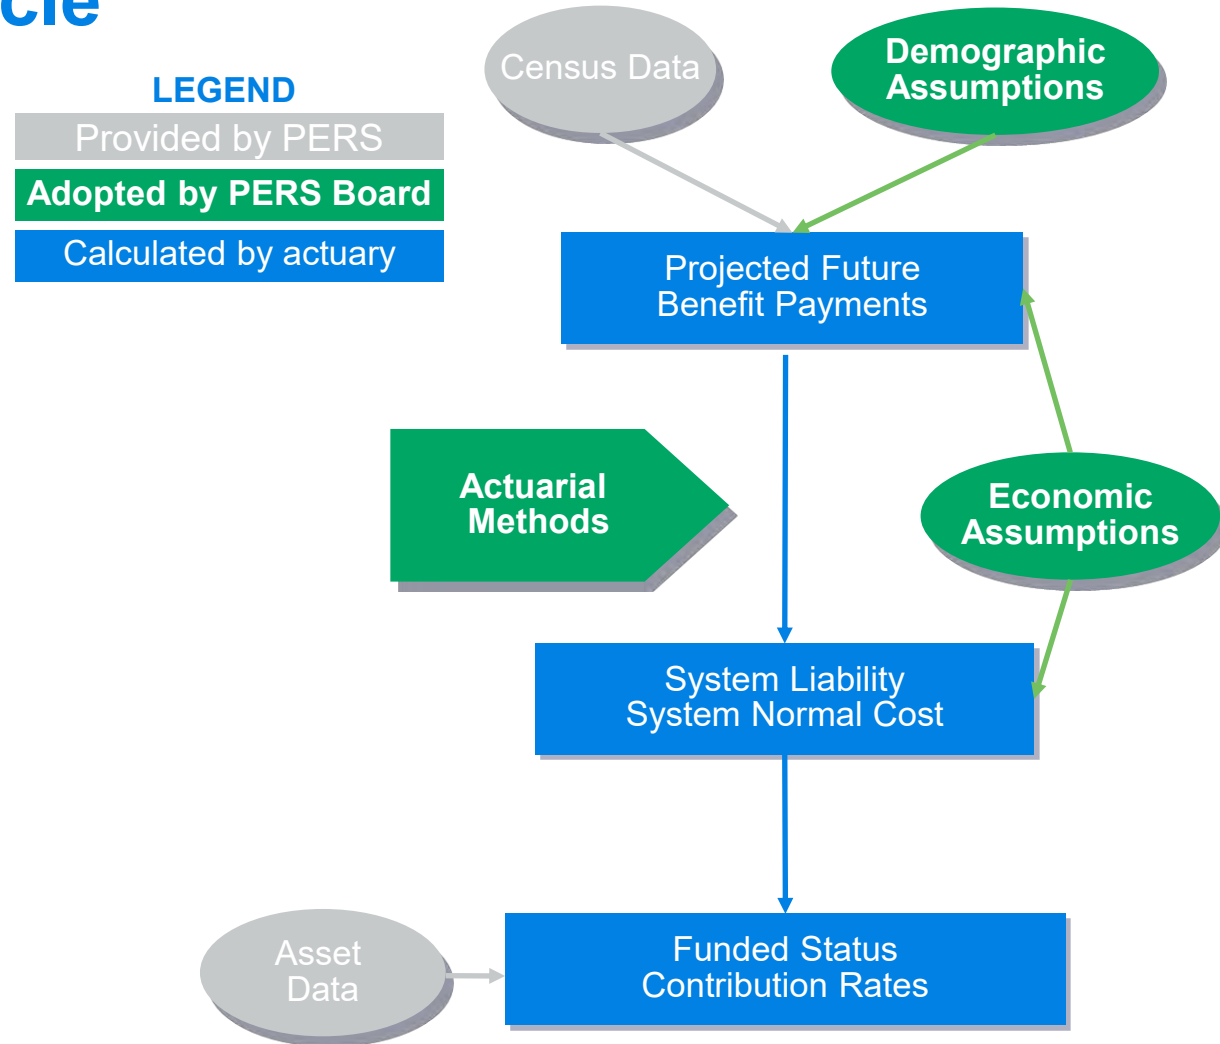 LEGEND
Provided by PERS
Adopted by PERS Board
Calculated by actuary
Census Data
Demographic
Assumptions
Projected Future
Benefit Payments
Actuarial
Methods
Economic
Assumptions
System Liability
System Normal Cost
Asset
Data
Funded Status
Contribution Rates